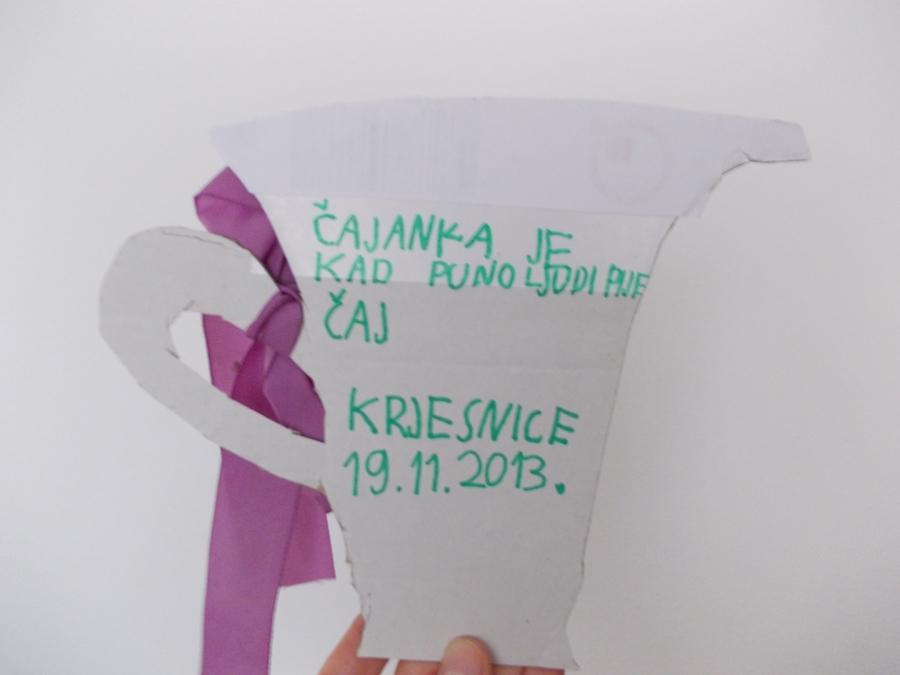 ČAJANKA JE
KAD PUNO LJUDI PIJE
ČAJ
KRJESNICE
19.11.2013.